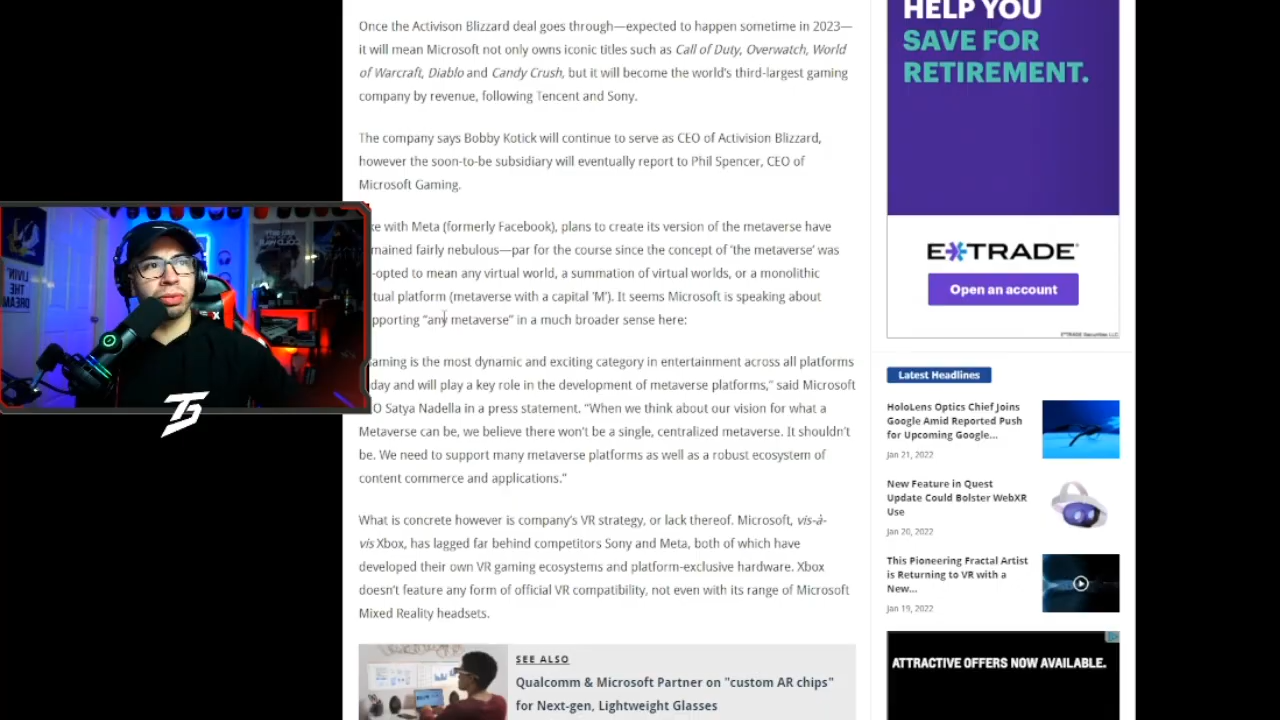 Once the Activison Blizzard deal goes through—expected to happen sometime in 2023—
it will mean Microsoft not only owns iconic titles such as Call of Duty, Overwatch, World
of Warcraft, Diablo and Candy Crush, but it will become the world's third-largest gaming
company by revenue, following Tencent and Sony.
The company says Bobby Kotick will continue to serve as CEO of Activision Blizzard,
however the soon-to-be subsidiary will eventually report to Phil Spencer, CEO of
Microsoft Gaming.
with Meta (formerly Facebook), plans to create its version of the metaverse have
fairly nebulous—par for the course since the concept of 'the metaverse' was
to mean any virtual world, a summation of virtual worlds, or a monolithic
platform (metaverse with a capital 'M'). It seems Microsoft is speaking about
“any metaverse” in a much broader sense here:
is the most dynamic and exciting category in entertainment across all platforms
and will play a key role in the development of metaverse platforms,” said Microsoft
Satya Nadella in a press statement. “When we think about our vision for what a
Metaverse can be, we believe there won't be a single, centralized metaverse. It shouldn't
be. We need to support many metaverse platforms as well as a robust ecosystem of
content commerce and applications.”
What is concrete however is company's VR strategy, or lack thereof. Microsoft, vis-à-
vis Xbox, has lagged far behind competitors Sony and Meta, both of which have
developed their own VR gaming ecosystems and platform-exclusive hardware. Xbox
doesn't feature any form of official VR compatibility, not even with its range of Microsoft
Mixed Reality headsets.
SEE ALSO
Qualcomm & Microsoft Partner on "custom AR chips"
for Next-gen, Lightweight Glasses
HELP YOU
SAVE FOR
RETIREMENT.
E*TRADE
Open an account
E*TRADE Securities LLC
Latest Headlines
HoloLens Optics Chief Joins
Google Amid Reported Push
for Upcoming Google...
Jan 21, 2022
New Feature in Quest
Update Could Bolster WebXR
Use
Jan 20, 2022
This Pioneering Fractal Artist
is Returning to VR with a
New...
Jan 19, 2022
ATTRACTIVE OFFERS NOW AVAILABLE.
LIVIN'
THE
DREAM